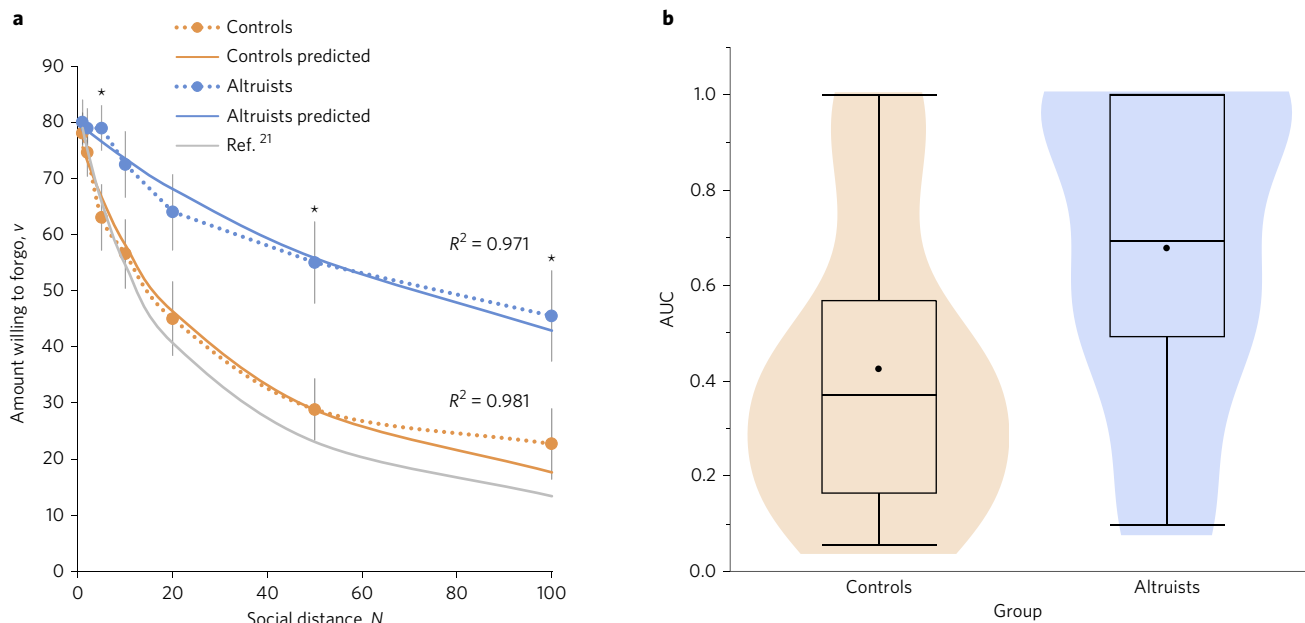 a
Controls
Controls predicted
Altruists
Altruists predicted
Ref. 21
90
80
70
60
50
40
30
20
10
0
Amount willing to forgo, v
*
*
*
R² = 0.971
R² = 0.981
0 20 40 60 80 100
Social distance, N
b
1.0
0.8
0.6
0.4
0.2
0.0
AUC
Controls Altruists
Group